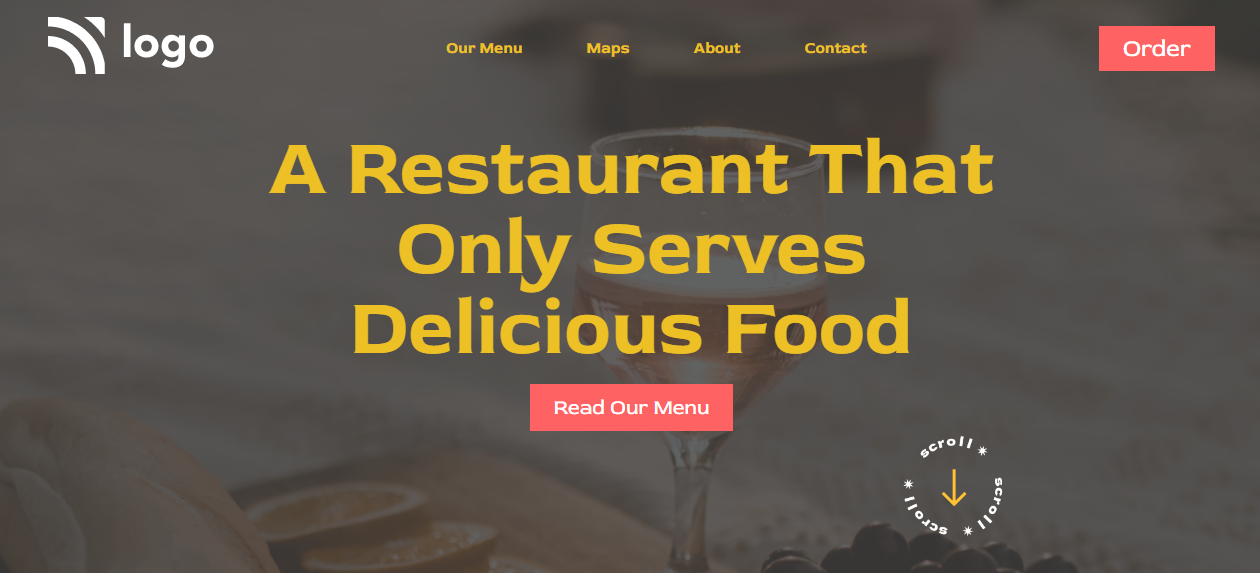 logo
Our Menu
Maps
About
Contact
Order
A Restaurant That
Only Serves
Delicious Food
Read Our Menu
scroll ✷ scroll ✷ scroll ✷